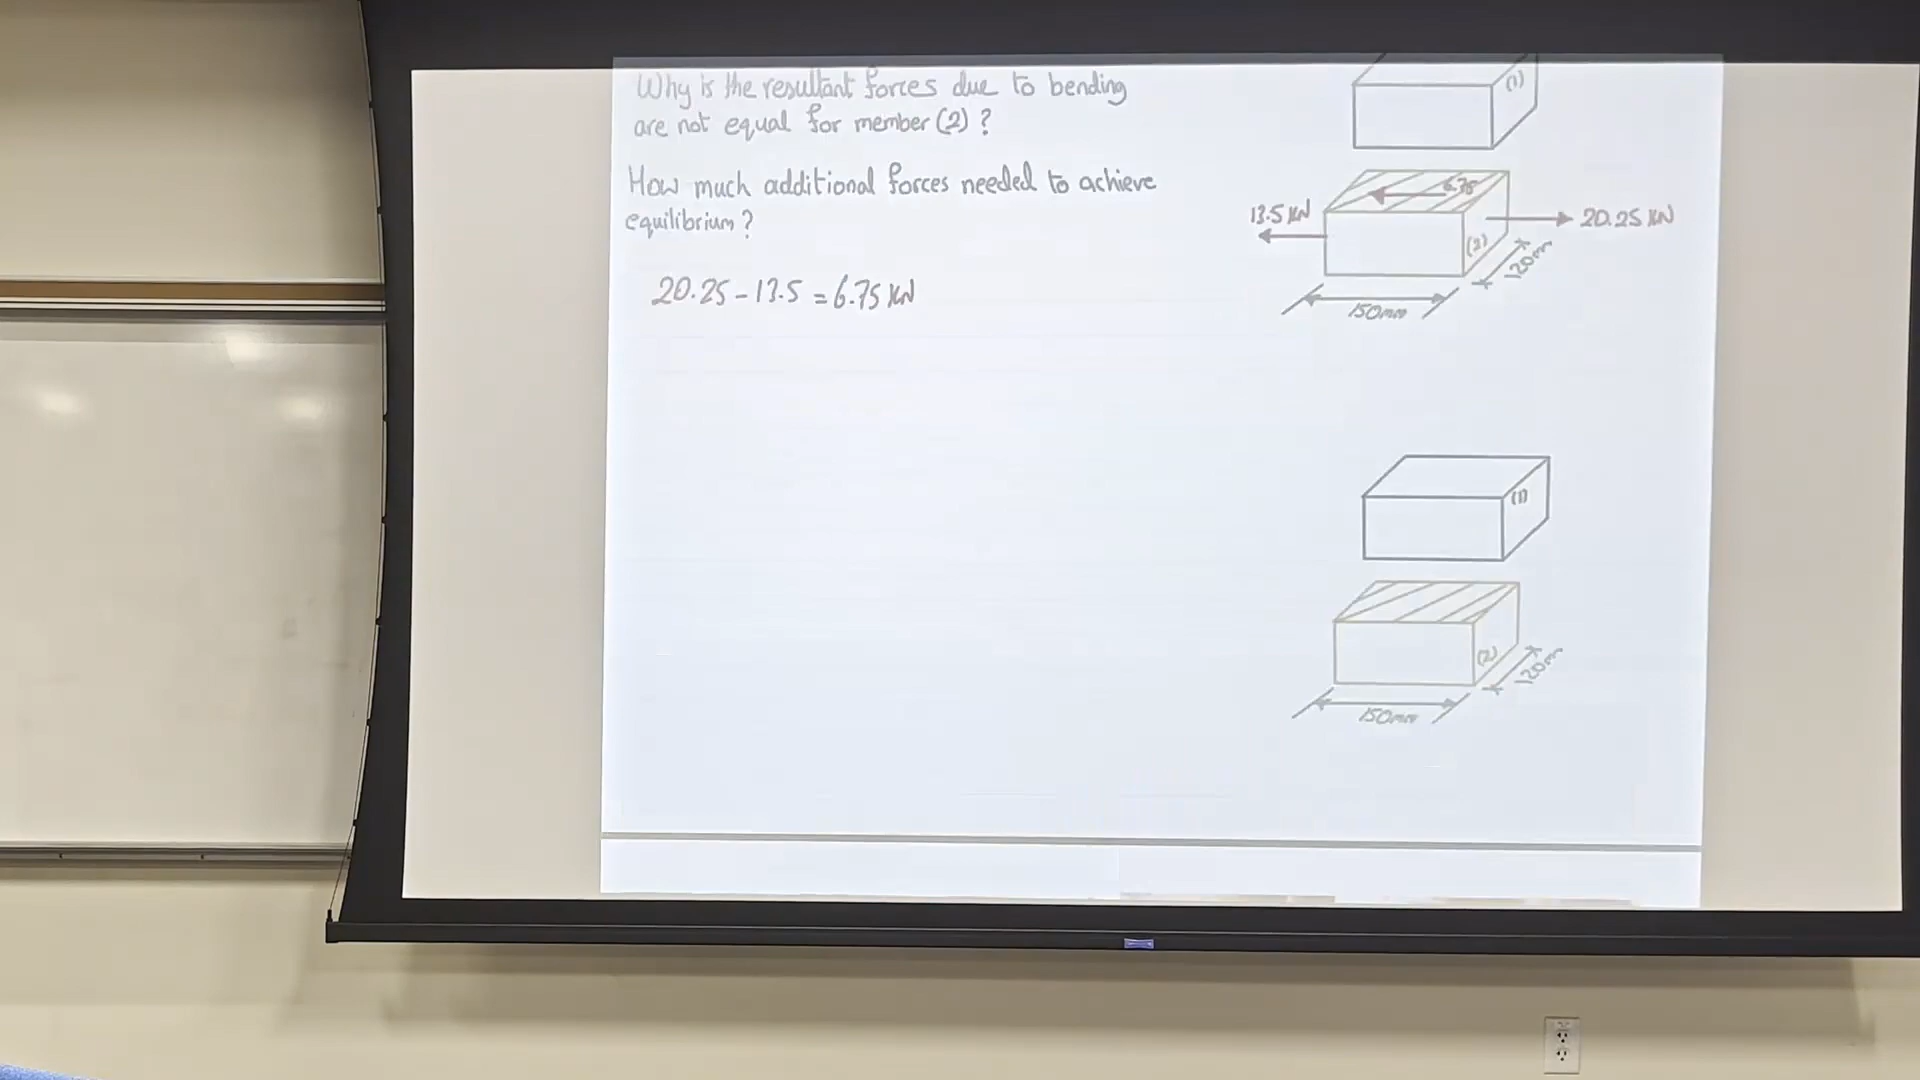 Why is the resultant forces due to bending
are not equal for member (2) ?
How much additional forces needed to achieve
equilibrium ?
20.25 - 13.5 = 6.75 KN
(1)
6.75
13.5 KN
20.25 KN
(2)
120mm
150mm
(1)
(2)
120mm
150mm